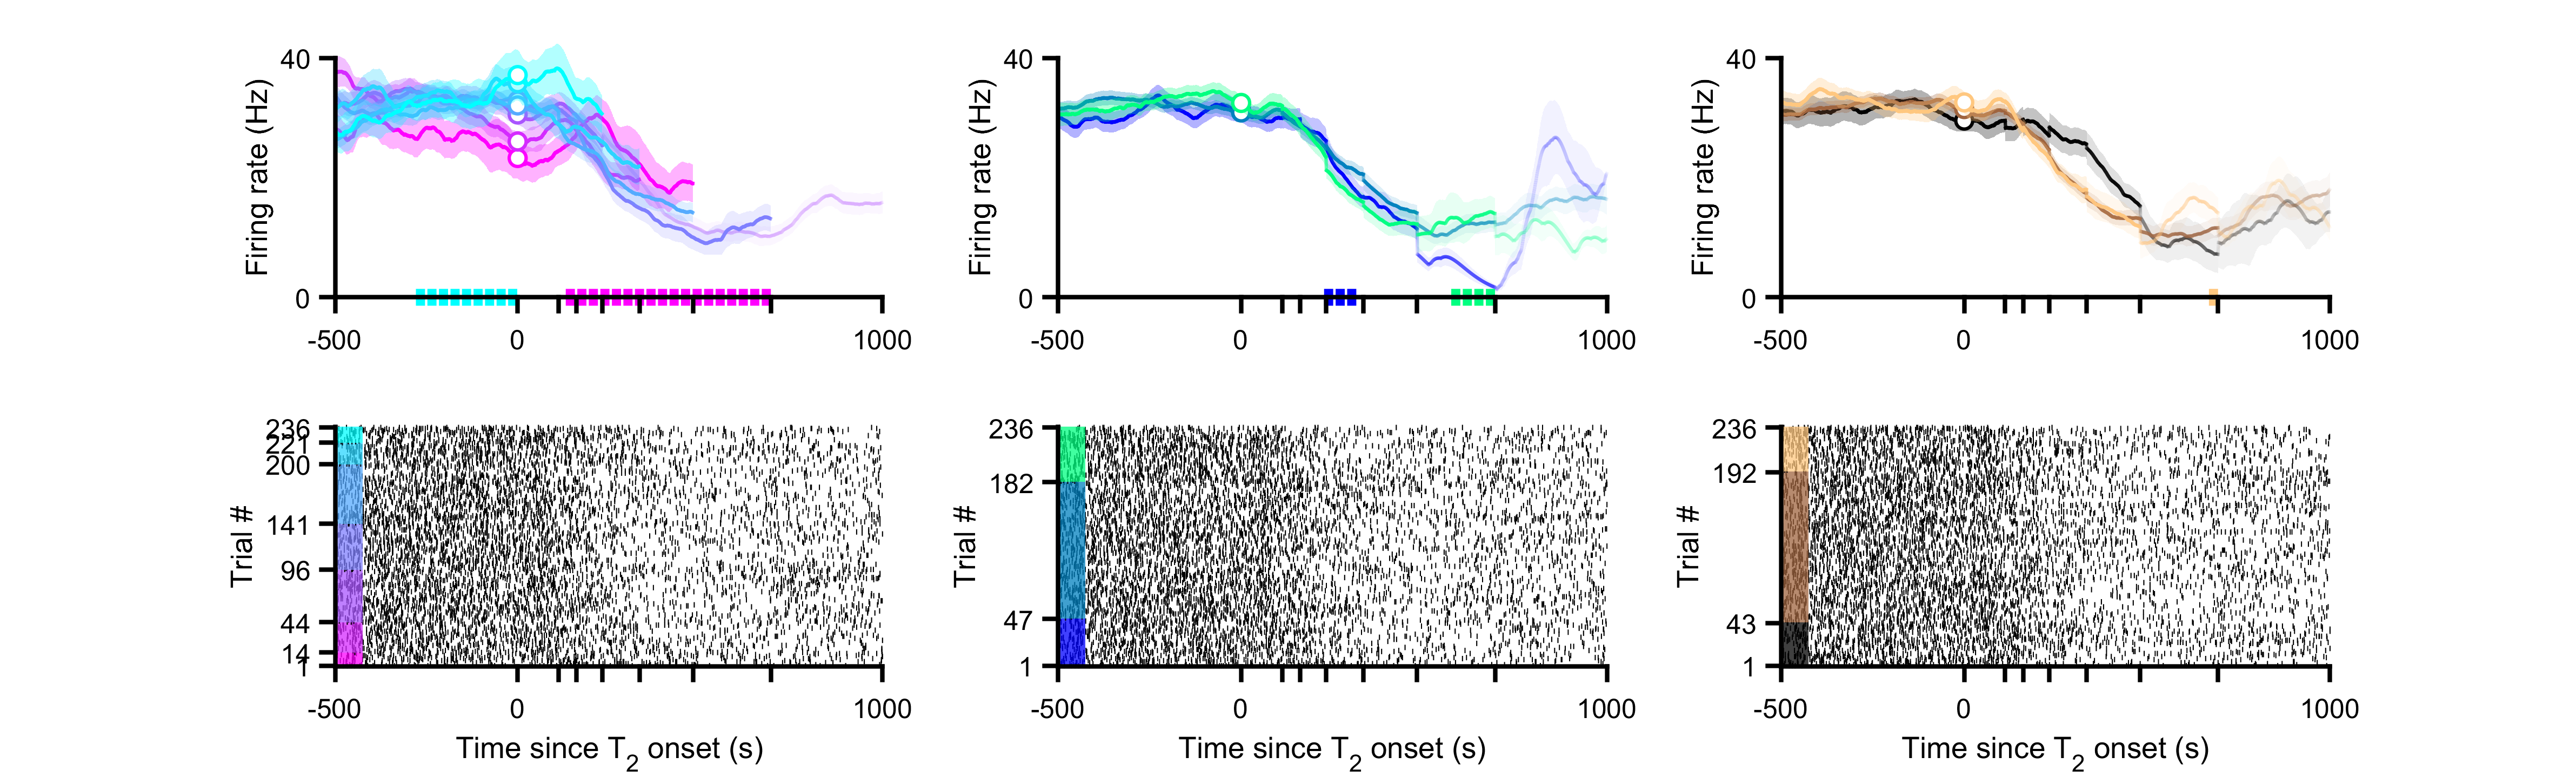 40
Firing rate (Hz)
0
-500 0 1000
40
Firing rate (Hz)
0
-500 0 1000
40
Firing rate (Hz)
0
-500 0 1000
236
221
200
141
96
44
14
1
Trial #
-500 0 1000
Time since T2 onset (s)
236
182
47
1
Trial #
-500 0 1000
Time since T2 onset (s)
236
192
43
1
Trial #
-500 0 1000
Time since T2 onset (s)